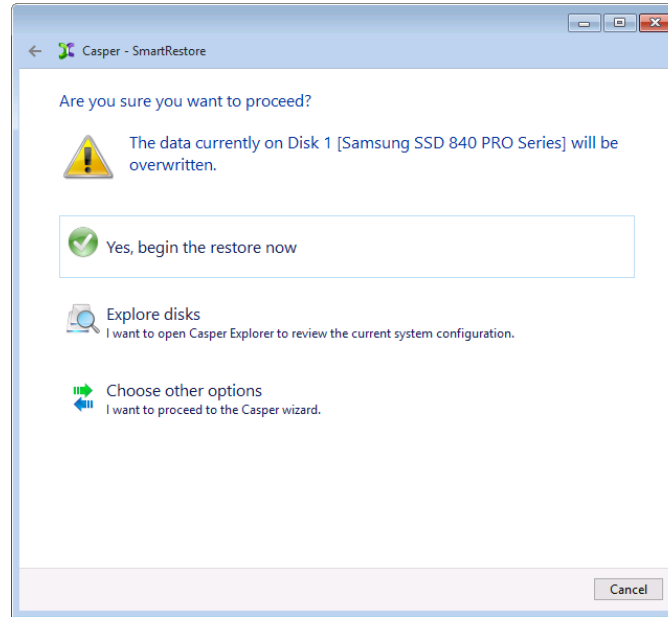 Casper - SmartRestore
Are you sure you want to proceed?
The data currently on Disk 1 [Samsung SSD 840 PRO Series] will be
overwritten.
Yes, begin the restore now
Explore disks
I want to open Casper Explorer to review the current system configuration.
Choose other options
I want to proceed to the Casper wizard.
Cancel